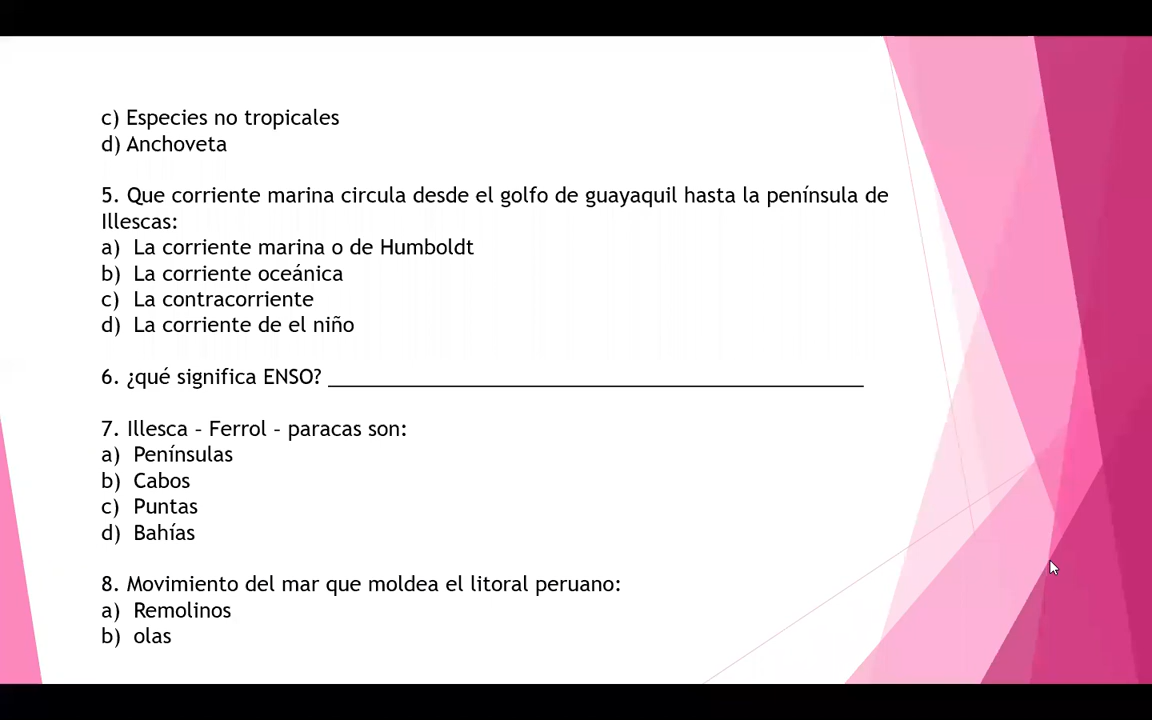 c) Especies no tropicales
d) Anchoveta
5. Que corriente marina circula desde el golfo de guayaquil hasta la península de
Illescas:
a) La corriente marina o de Humboldt
b) La corriente oceánica
c) La contracorriente
d) La corriente de el niño
6. ¿qué significa ENSO? ______________________________________________
7. Illesca – Ferrol – paracas son:
a) Penínsulas
b) Cabos
c) Puntas
d) Bahías
8. Movimiento del mar que moldea el litoral peruano:
a) Remolinos
b) olas